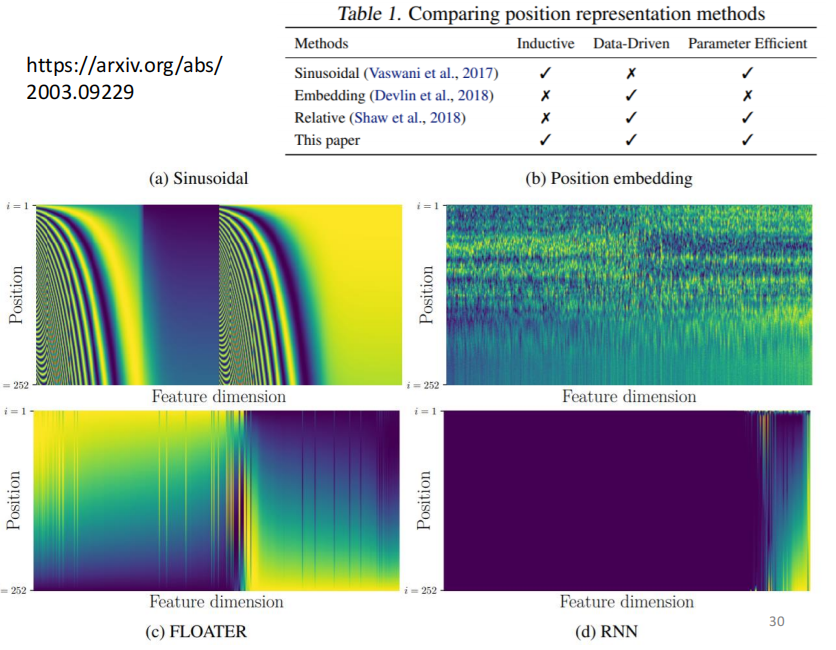 Table 1. Comparing position representation methods
https://arxiv.org/abs/
2003.09229
Methods Inductive Data-Driven Parameter Efficient
Sinusoidal (Vaswani et al., 2017) ✓ ✗ ✓
Embedding (Devlin et al., 2018) ✗ ✓ ✗
Relative (Shaw et al., 2018) ✗ ✓ ✓
This paper ✓ ✓ ✓
(a) Sinusoidal
(b) Position embedding
i = 1
Position
= 252
Feature dimension
i = 1
Position
i = 252
Feature dimension
i = 1
Position
= 252
Feature dimension
(c) FLOATER
i = 1
Position
i = 252
Feature dimension
(d) RNN
30